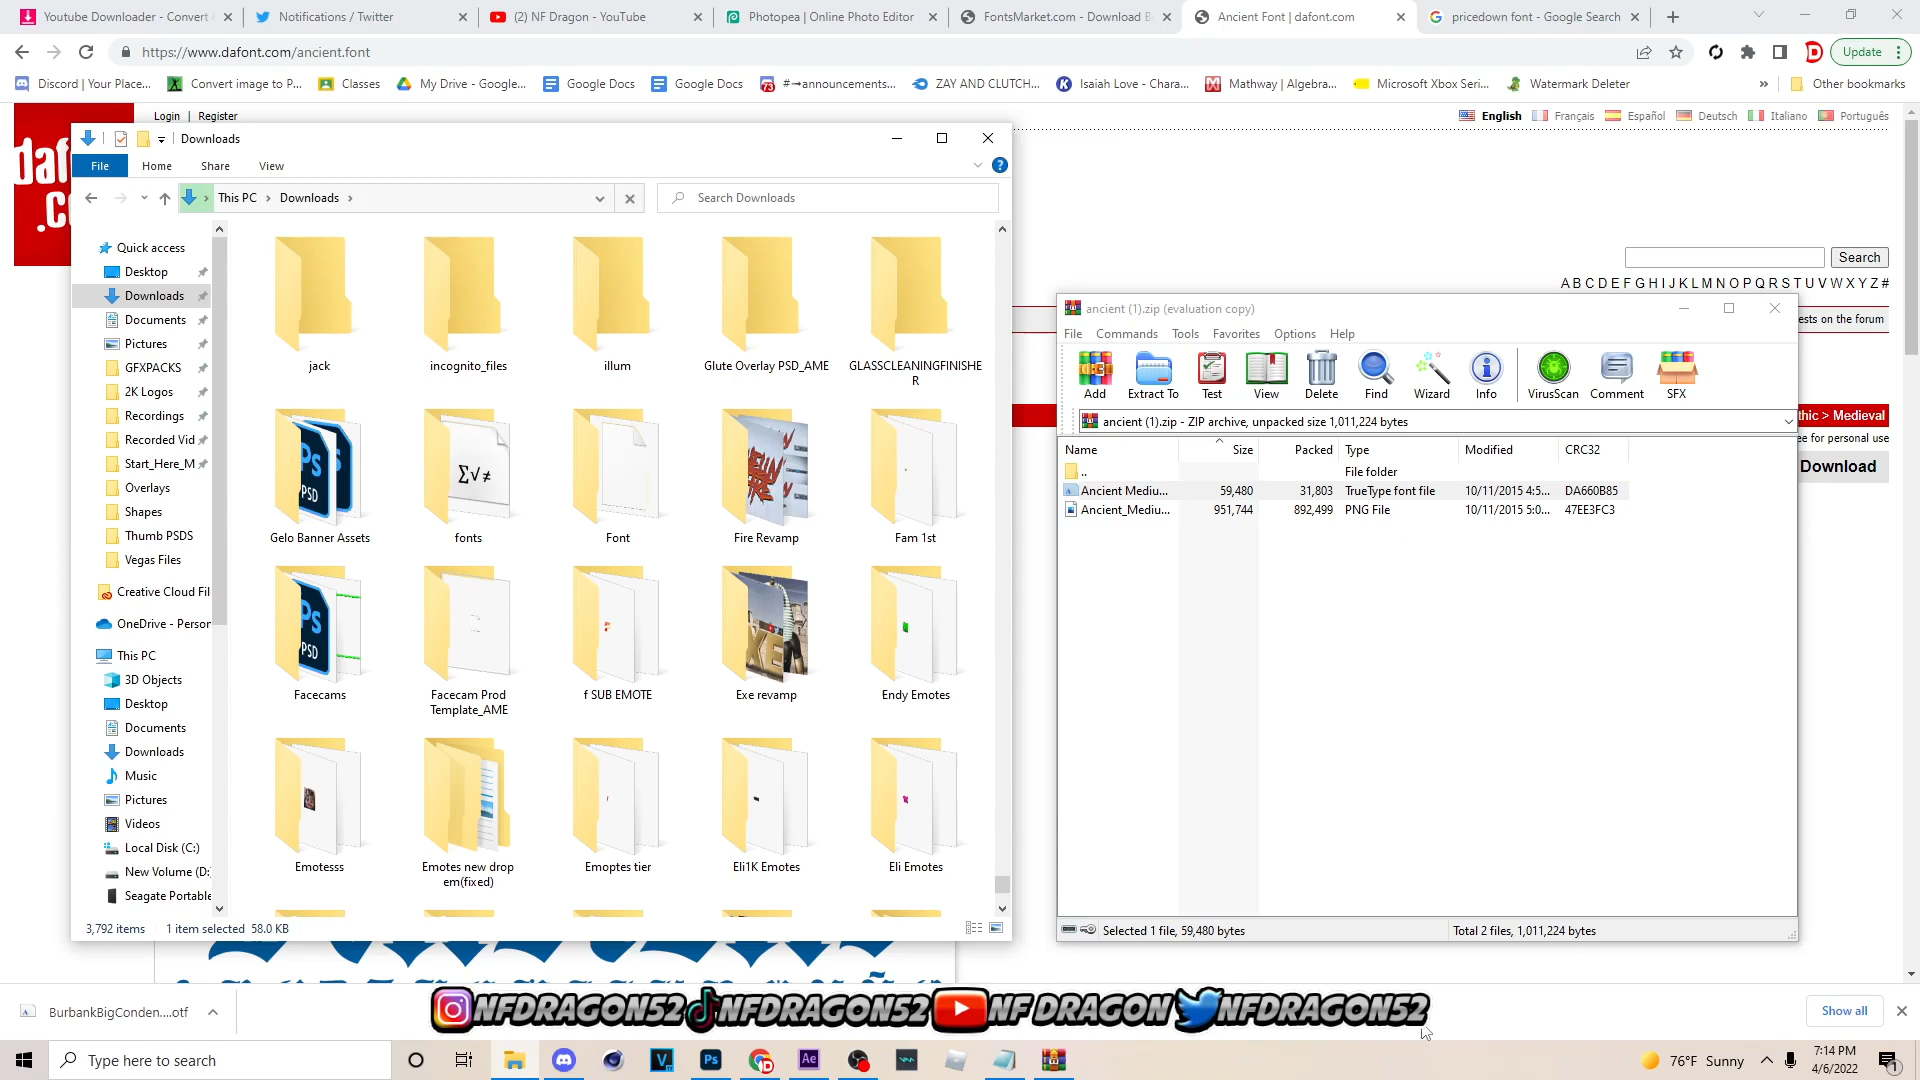 Youtube Downloader - Convert
Notifications / Twitter
(2) NF Dragon - YouTube
Photopea | Online Photo Editor
FontsMarket.com - Download B
Ancient Font | dafont.com
pricedown font - Google Search
https://www.dafont.com/ancient.font
Update
Discord | Your Place...
Convert image to P...
Classes
My Drive - Google...
Google Docs
Google Docs
#→announcements...
ZAY AND CLUTCH...
Isaiah Love - Chara...
Mathway | Algebra...
Microsoft Xbox Seri...
Watermark Deleter
»
Other bookmarks
Login | Register
English
Français
Español
Deutsch
Italiano
Português
daf
.co
Search
A B C D E F G H I J K L M N O P Q R S T U V W X Y Z #
ests on the forum
thic > Medieval
ee for personal use
Download
Downloads
File
Home
Share
View
This PC > Downloads >
Search Downloads
Quick access
Desktop
Downloads
Documents
Pictures
GFXPACKS
2K Logos
Recordings
Recorded Vid
Start_Here_M
Overlays
Shapes
Thumb PSDS
Vegas Files
Creative Cloud Fil
OneDrive - Person
This PC
3D Objects
Desktop
Documents
Downloads
Music
Pictures
Videos
Local Disk (C:)
New Volume (D:
Seagate Portable
jack
incognito_files
illum
Glute Overlay PSD_AME
GLASSCLEANINGFINISHE
R
Gelo Banner Assets
fonts
Font
Fire Revamp
Fam 1st
Facecams
Facecam Prod
Template_AME
f SUB EMOTE
Exe revamp
Endy Emotes
Emotesss
Emotes new drop
em(fixed)
Emoptes tier
Eli1K Emotes
Eli Emotes
3,792 items
1 item selected 58.0 KB
ancient (1).zip (evaluation copy)
File
Commands
Tools
Favorites
Options
Help
Add
Extract To
Test
View
Delete
Find
Wizard
Info
VirusScan
Comment
SFX
ancient (1).zip - ZIP archive, unpacked size 1,011,224 bytes
Name
Size
Packed
Type
Modified
CRC32
..
File folder
Ancient Mediu...
59,480
31,803
TrueType font file
10/11/2015 4:5...
DA660B85
Ancient_Mediu...
951,744
892,499
PNG File
10/11/2015 5:0...
47EE3FC3
Selected 1 file, 59,480 bytes
Total 2 files, 1,011,224 bytes
BurbankBigConden....otf
NFDRAGON52
NFDRAGON52
NF DRAGON
NFDRAGON52
Show all
Type here to search
76°F Sunny
7:14 PM
4/6/2022